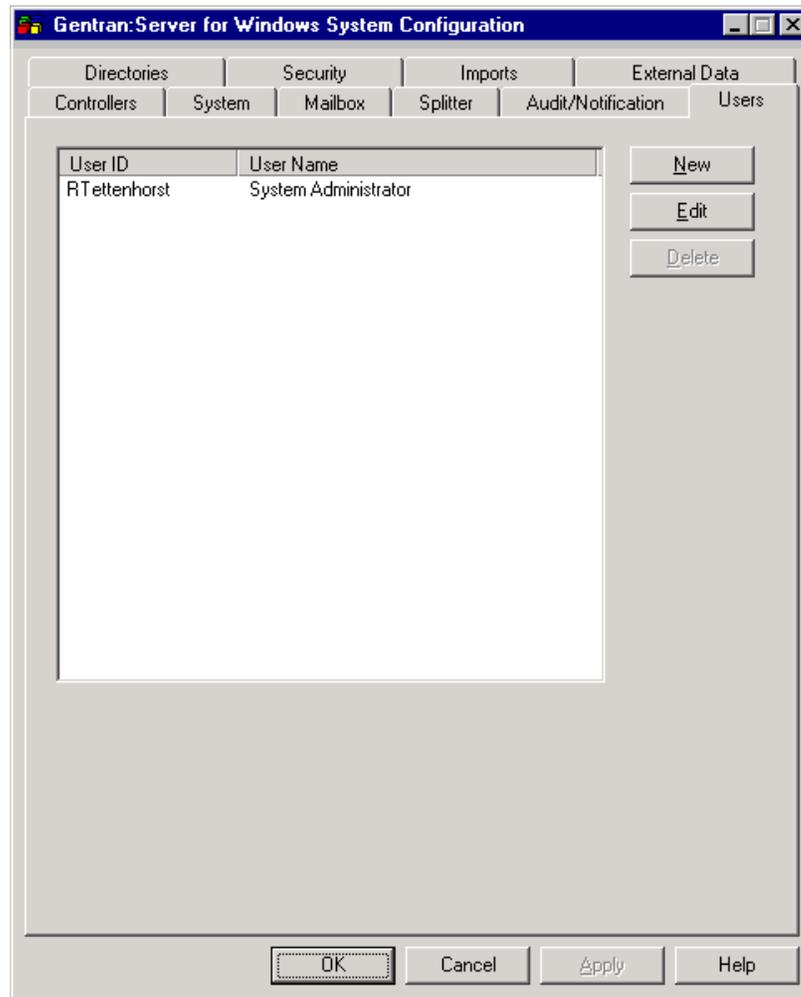 Gentran:Server for Windows System Configuration
Directories Security Imports External Data
Controllers System Mailbox Splitter Audit/Notification Users
User ID User Name New
RTettenhorst System Administrator
Edit
Delete
OK Cancel Apply Help